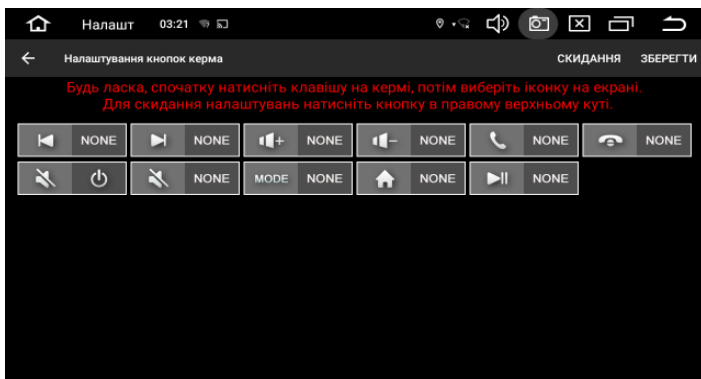 Налашт 03:21
Налаштування кнопок керма СКИДАННЯ ЗБЕРЕГТИ
Будь ласка, спочатку натисніть клавішу на кермі, потім виберіть іконку на екрані.
Для скидання налаштувань натисніть кнопку в правому верхньому куті.
NONE NONE NONE NONE NONE NONE
NONE MODE NONE NONE NONE